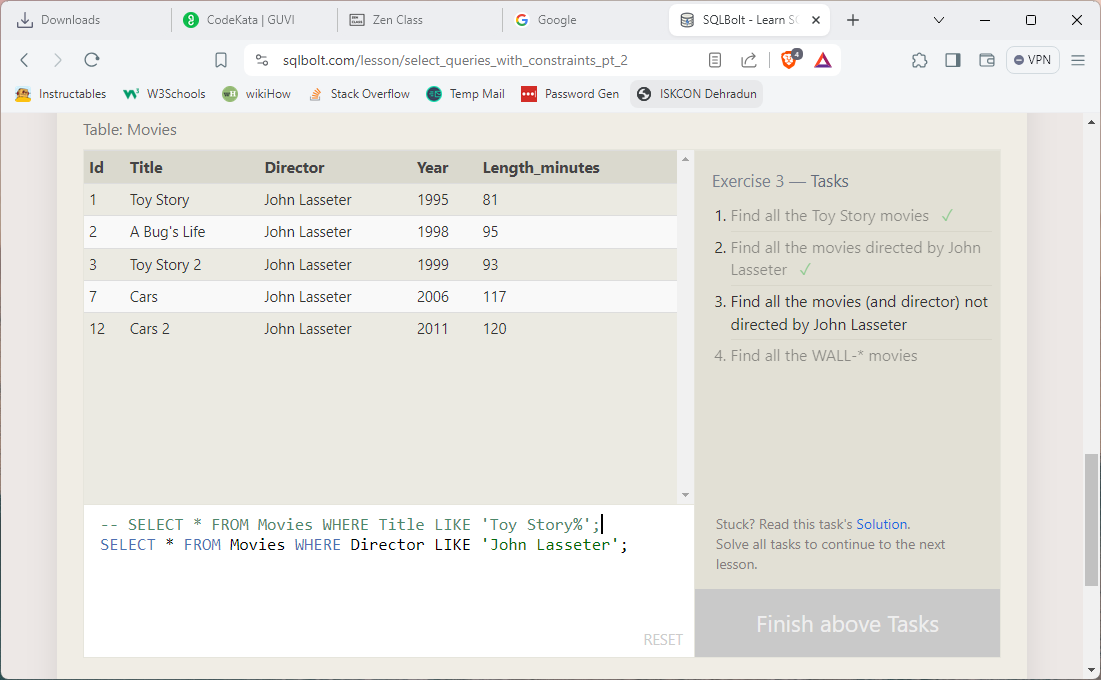 Downloads
CodeKata | GUVI
Zen Class
Google
SQLBolt - Learn SQ
sqlbolt.com/lesson/select_queries_with_constraints_pt_2
4
VPN
Instructables
W3Schools
wikiHow
Stack Overflow
Temp Mail
Password Gen
ISKCON Dehradun
Table: Movies
Id Title Director Year Length_minutes
1 Toy Story John Lasseter 1995 81
2 A Bug's Life John Lasseter 1998 95
3 Toy Story 2 John Lasseter 1999 93
7 Cars John Lasseter 2006 117
12 Cars 2 John Lasseter 2011 120
-- SELECT * FROM Movies WHERE Title LIKE 'Toy Story%';
SELECT * FROM Movies WHERE Director LIKE 'John Lasseter';
RESET
Exercise 3 — Tasks
1. Find all the Toy Story movies ✓
2. Find all the movies directed by John
Lasseter ✓
3. Find all the movies (and director) not
directed by John Lasseter
4. Find all the WALL-* movies
Stuck? Read this task's Solution.
Solve all tasks to continue to the next
lesson.
Finish above Tasks